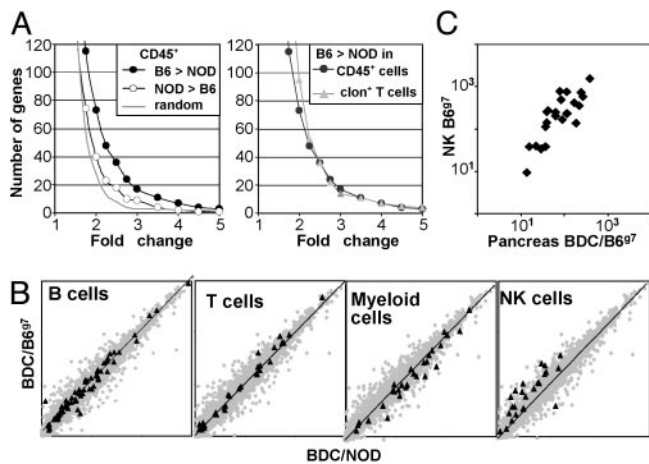 A
Number of genes
120
100
80
60
40
20
0
CD45⁺
B6 > NOD
NOD > B6
random
1 2 3 4 5
Fold change
120
100
80
60
40
20
0
B6 > NOD in
CD45⁺ cells
clon⁺ T cells
1 2 3 4 5
Fold change
C
NK B6ᵍ⁷
10³
10¹
10¹ 10³
Pancreas BDC/B6ᵍ⁷
B
BDC/B6ᵍ⁷
B cells
T cells
Myeloid
cells
NK cells
BDC/NOD